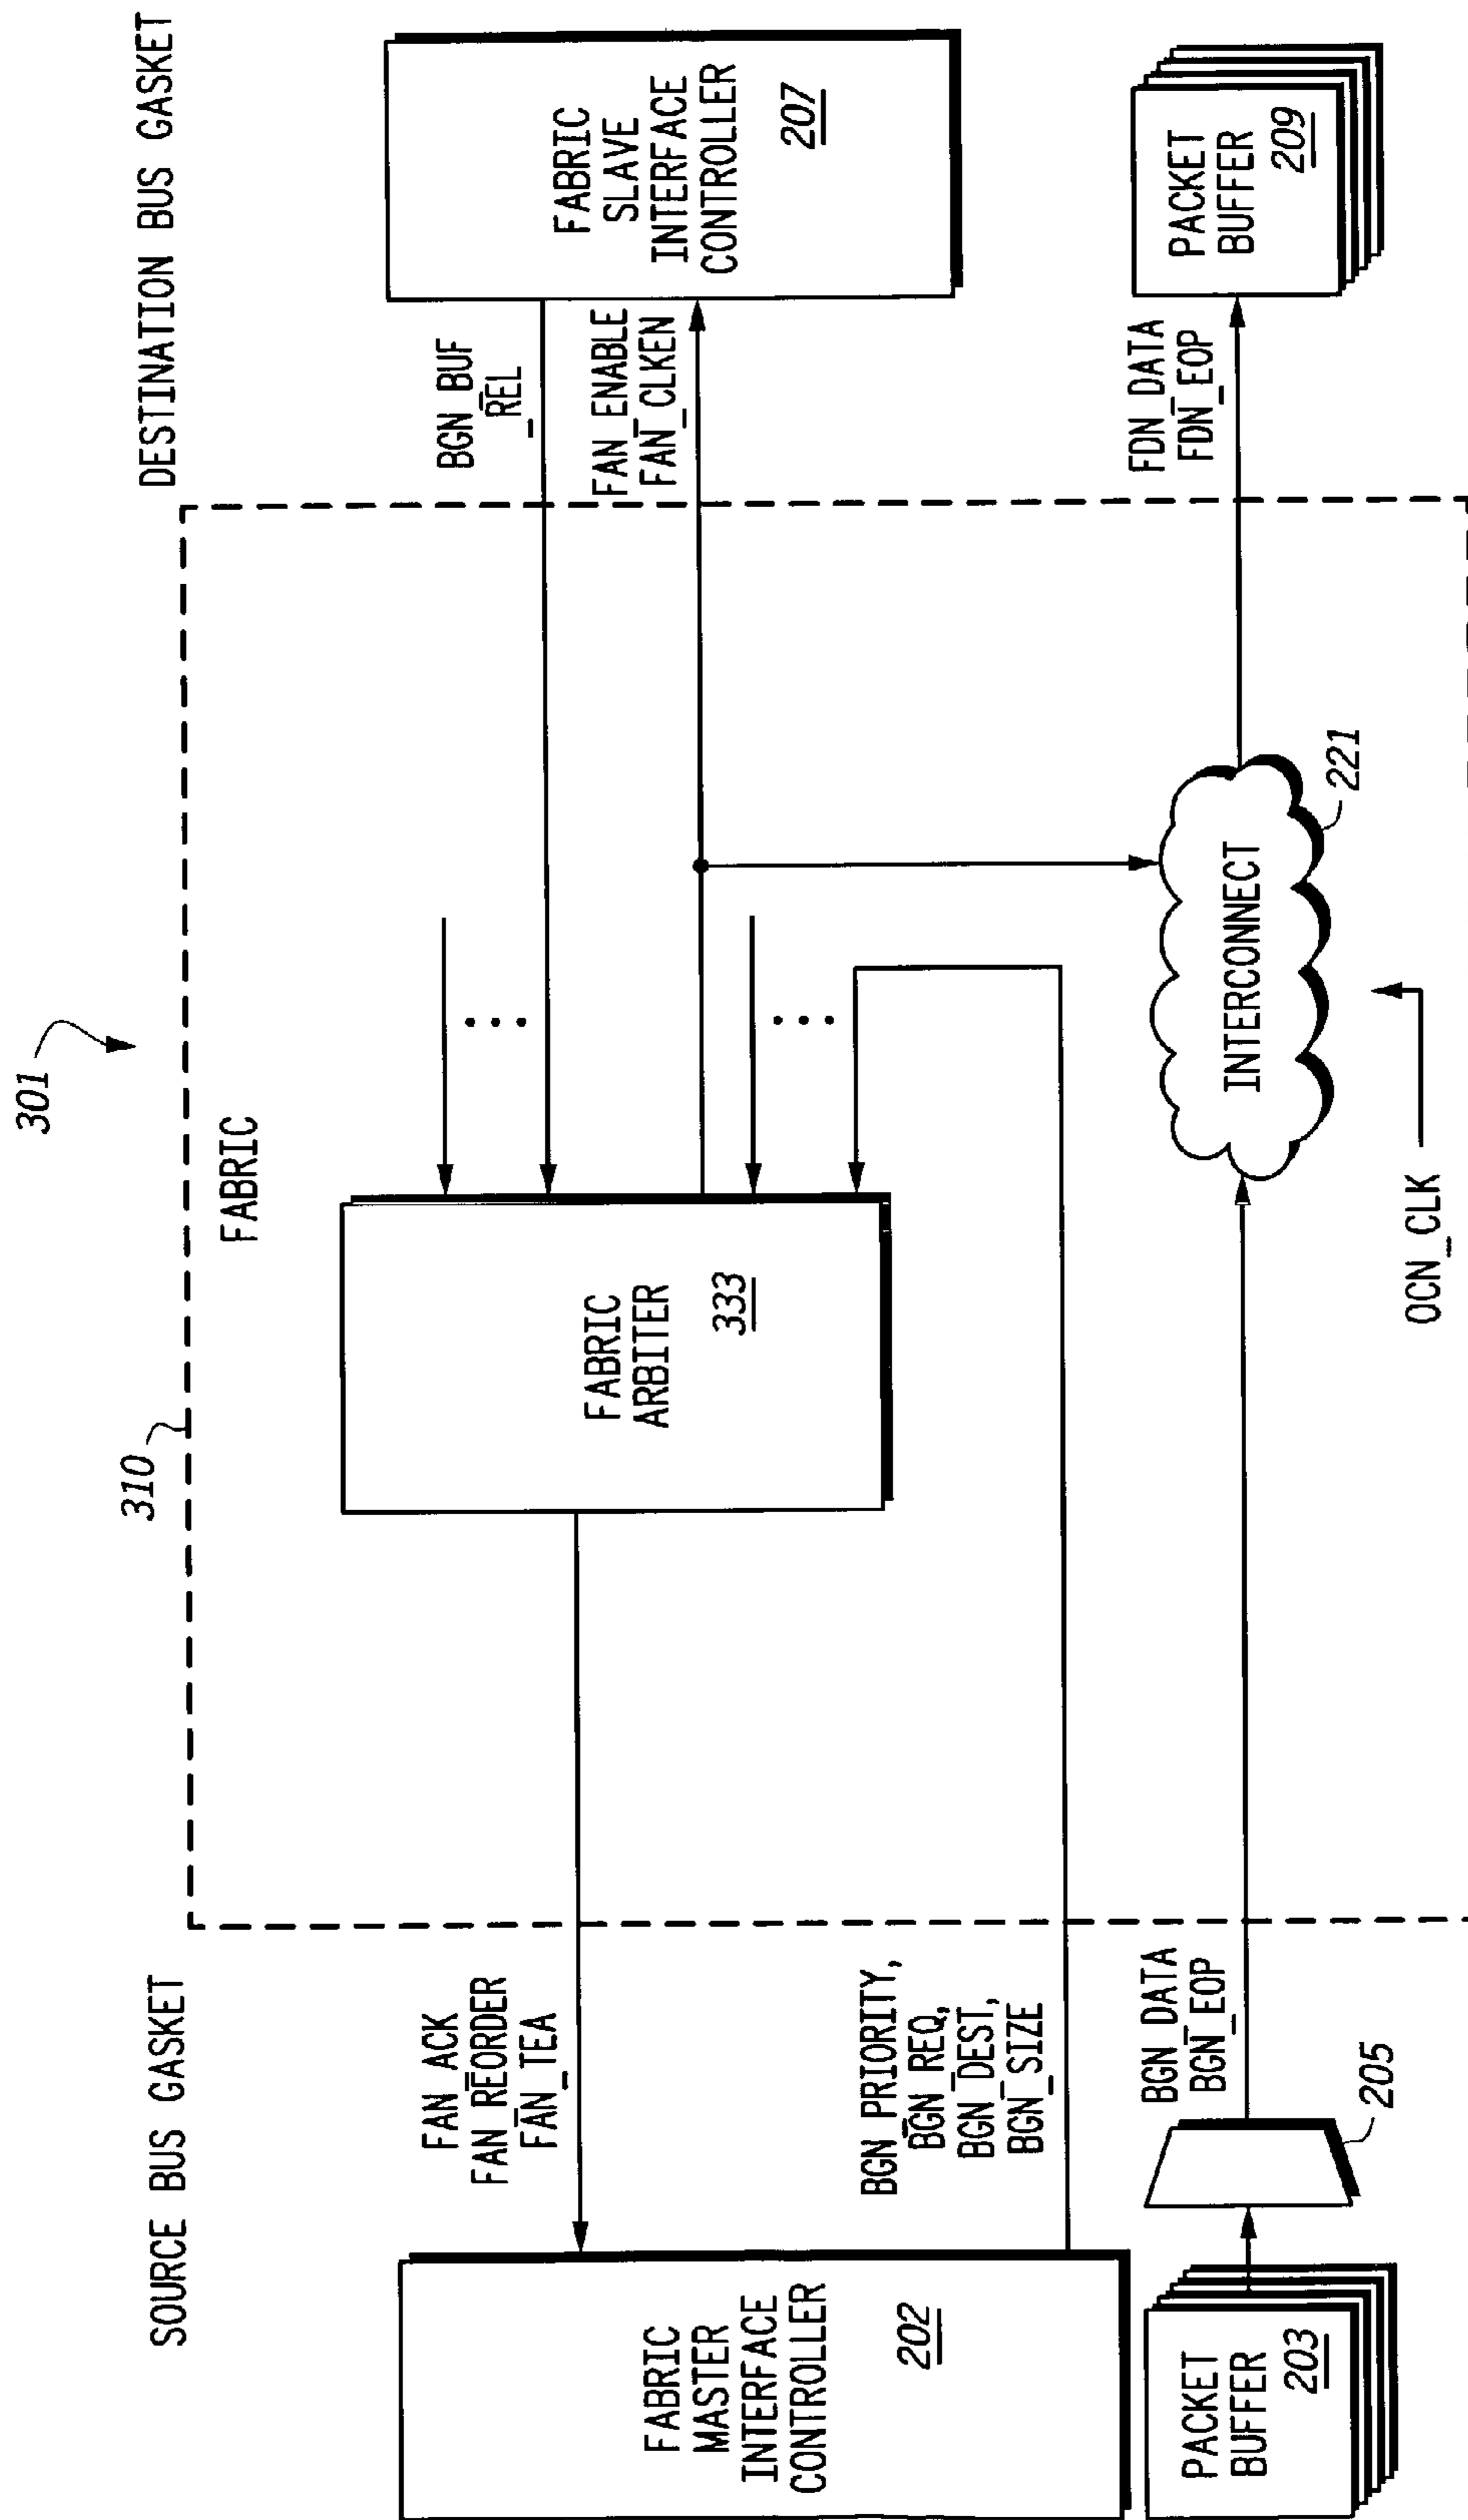 301
310
FABRIC
SOURCE BUS GASKET
DESTINATION BUS GASKET
FABRIC
MASTER
INTERFACE
CONTROLLER
202
FAN_ACK
FAN_REORDER
FAN_TEA
BGN_PRIORITY,
BGN_REQ,
BGN_DEST,
BGN_SIZE
PACKET
BUFFER
203
205
BGN_DATA
BGN_EOP
FABRIC
ARBITER
333
INTERCONNECT
221
OCN_CLK
BGN_BUF
_REL
FAN_ENABLE
FAN_CLKEN
FABRIC
SLAVE
INTERFACE
CONTROLLER
207
FDN_DATA
FDN_EOP
PACKET
BUFFER
209